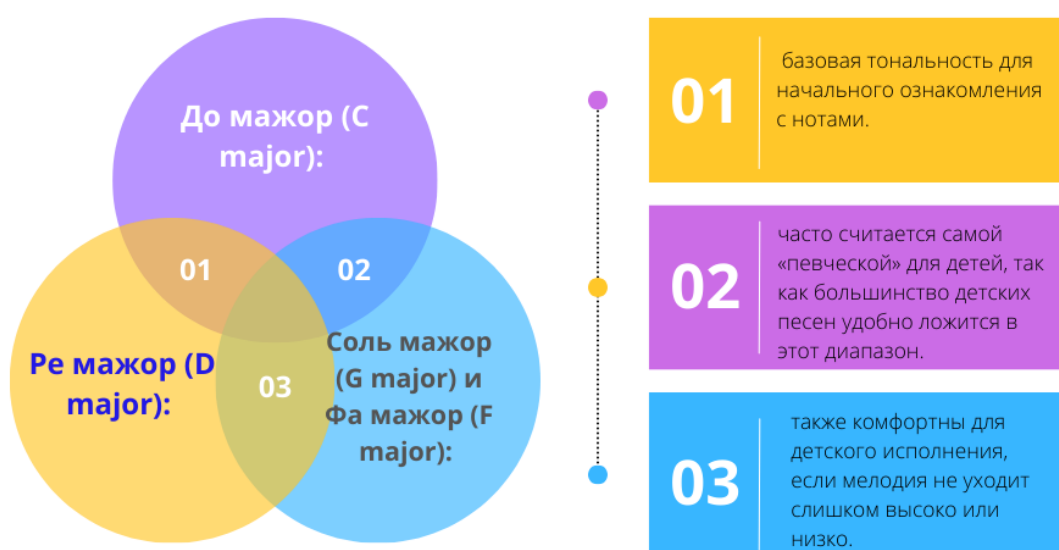 До мажор (C
major):
01
02
Ре мажор (D
major):
03
Соль мажор
(G major) и
Фа мажор (F
major):
01
базовая тональность для
начального ознакомления
с нотами.
02
часто считается самой
«певческой» для детей, так
как большинство детских
песен удобно ложится в
этот диапазон.
03
также комфортны для
детского исполнения,
если мелодия не уходит
слишком высоко или
низко.